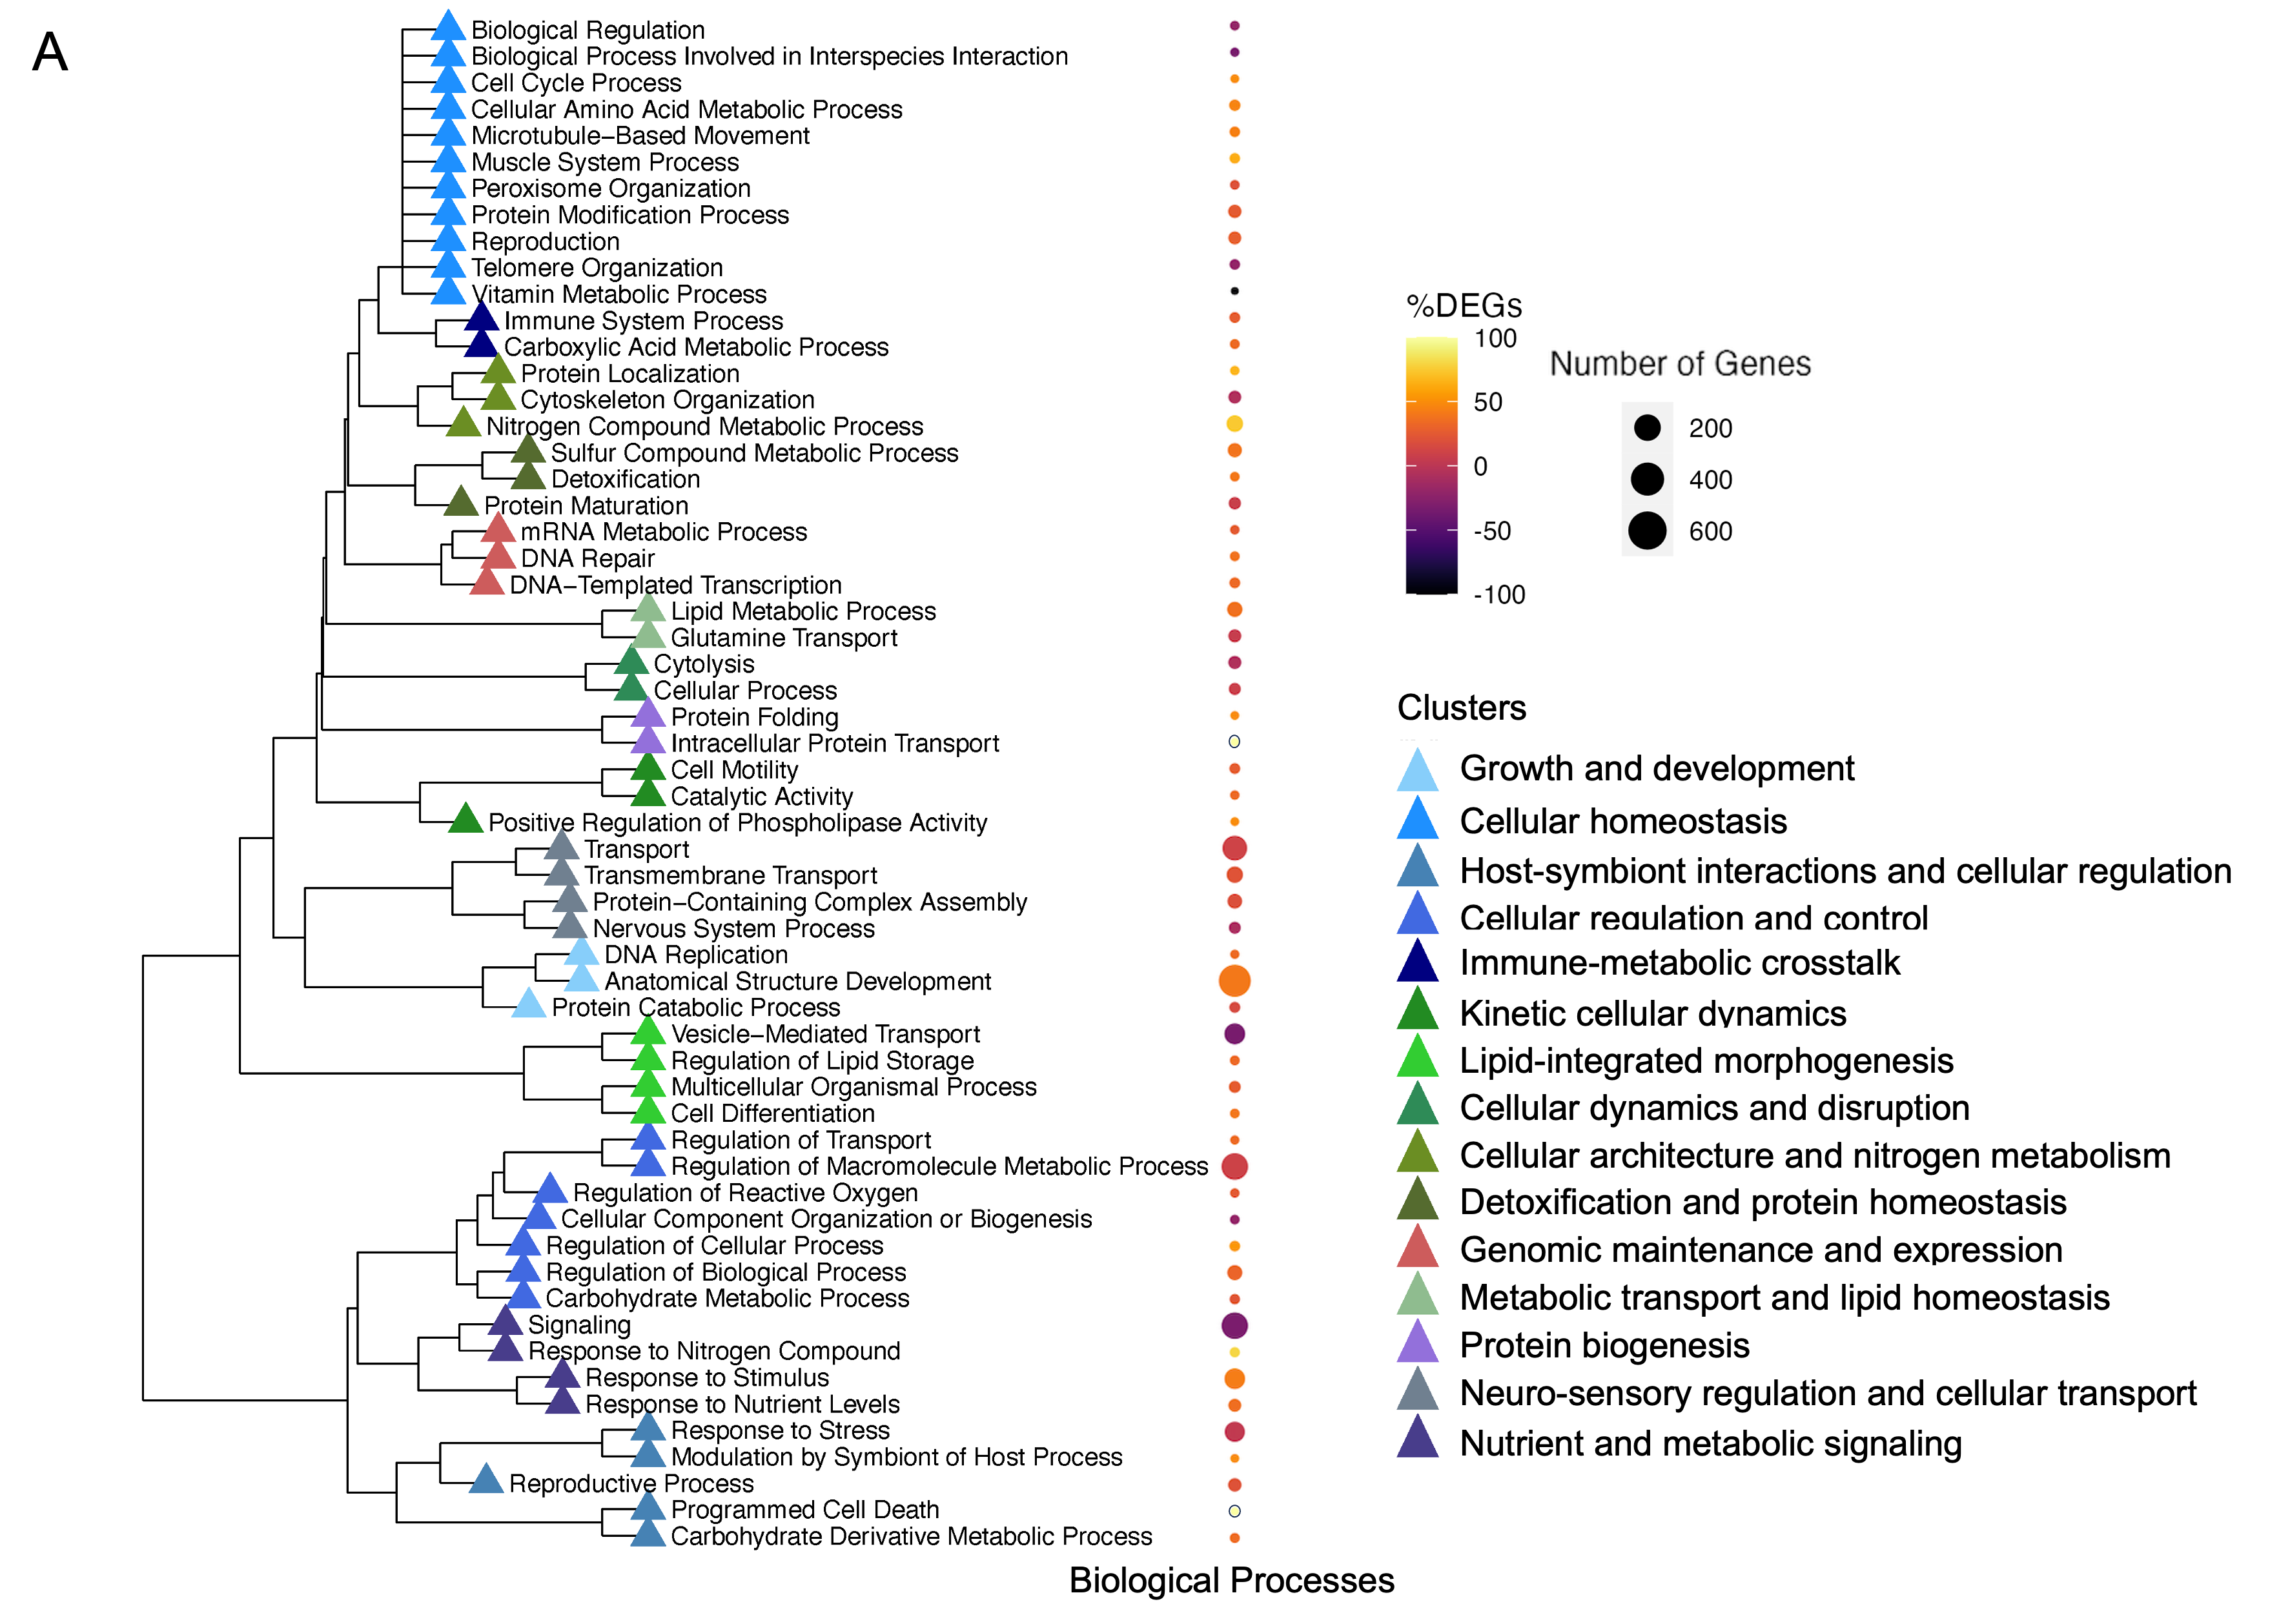 A
Biological Regulation
Biological Process Involved in Interspecies Interaction
Cell Cycle Process
Cellular Amino Acid Metabolic Process
Microtubule−Based Movement
Muscle System Process
Peroxisome Organization
Protein Modification Process
Reproduction
Telomere Organization
Vitamin Metabolic Process
Immune System Process
Carboxylic Acid Metabolic Process
Protein Localization
Cytoskeleton Organization
Nitrogen Compound Metabolic Process
Sulfur Compound Metabolic Process
Detoxification
Protein Maturation
mRNA Metabolic Process
DNA Repair
DNA−Templated Transcription
Lipid Metabolic Process
Glutamine Transport
Cytolysis
Cellular Process
Protein Folding
Intracellular Protein Transport
Cell Motility
Catalytic Activity
Positive Regulation of Phospholipase Activity
Transport
Transmembrane Transport
Protein−Containing Complex Assembly
Nervous System Process
DNA Replication
Anatomical Structure Development
Protein Catabolic Process
Vesicle−Mediated Transport
Regulation of Lipid Storage
Multicellular Organismal Process
Cell Differentiation
Regulation of Transport
Regulation of Macromolecule Metabolic Process
Regulation of Reactive Oxygen
Cellular Component Organization or Biogenesis
Regulation of Cellular Process
Regulation of Biological Process
Carbohydrate Metabolic Process
Signaling
Response to Nitrogen Compound
Response to Stimulus
Response to Nutrient Levels
Response to Stress
Modulation by Symbiont of Host Process
Reproductive Process
Programmed Cell Death
Carbohydrate Derivative Metabolic Process
Biological Processes
%DEGs
100
50
0
-50
-100
Number of Genes
200
400
600
Clusters
Growth and development
Cellular homeostasis
Host-symbiont interactions and cellular regulation
Cellular regulation and control
Immune-metabolic crosstalk
Kinetic cellular dynamics
Lipid-integrated morphogenesis
Cellular dynamics and disruption
Cellular architecture and nitrogen metabolism
Detoxification and protein homeostasis
Genomic maintenance and expression
Metabolic transport and lipid homeostasis
Protein biogenesis
Neuro-sensory regulation and cellular transport
Nutrient and metabolic signaling